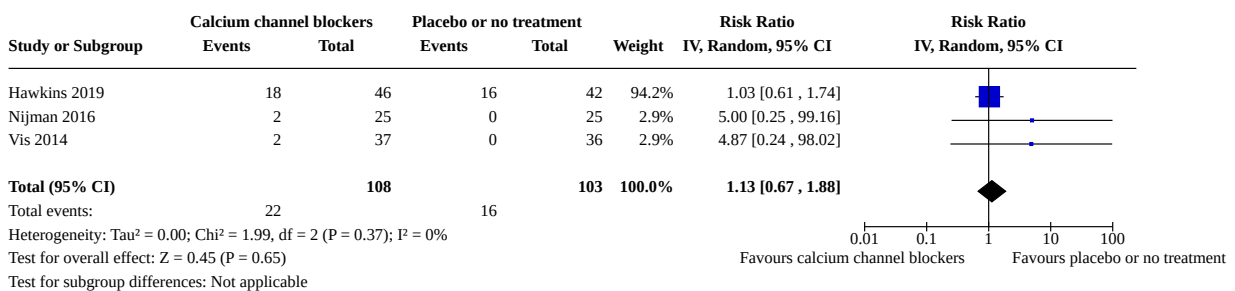 Calcium channel blockers Placebo or no treatment Risk Ratio Risk Ratio
Study or Subgroup Events Total Events Total Weight IV, Random, 95% CI IV, Random, 95% CI
Hawkins 2019 18 46 16 42 94.2% 1.03 [0.61 , 1.74]
Nijman 2016 2 25 0 25 2.9% 5.00 [0.25 , 99.16]
Vis 2014 2 37 0 36 2.9% 4.87 [0.24 , 98.02]
Total (95% CI) 108 103 100.0% 1.13 [0.67 , 1.88]
Total events: 22 16
Heterogeneity: Tau² = 0.00; Chi² = 1.99, df = 2 (P = 0.37); I² = 0%
0.01 0.1 1 10 100
Test for overall effect: Z = 0.45 (P = 0.65) Favours calcium channel blockers Favours placebo or no treatment
Test for subgroup differences: Not applicable